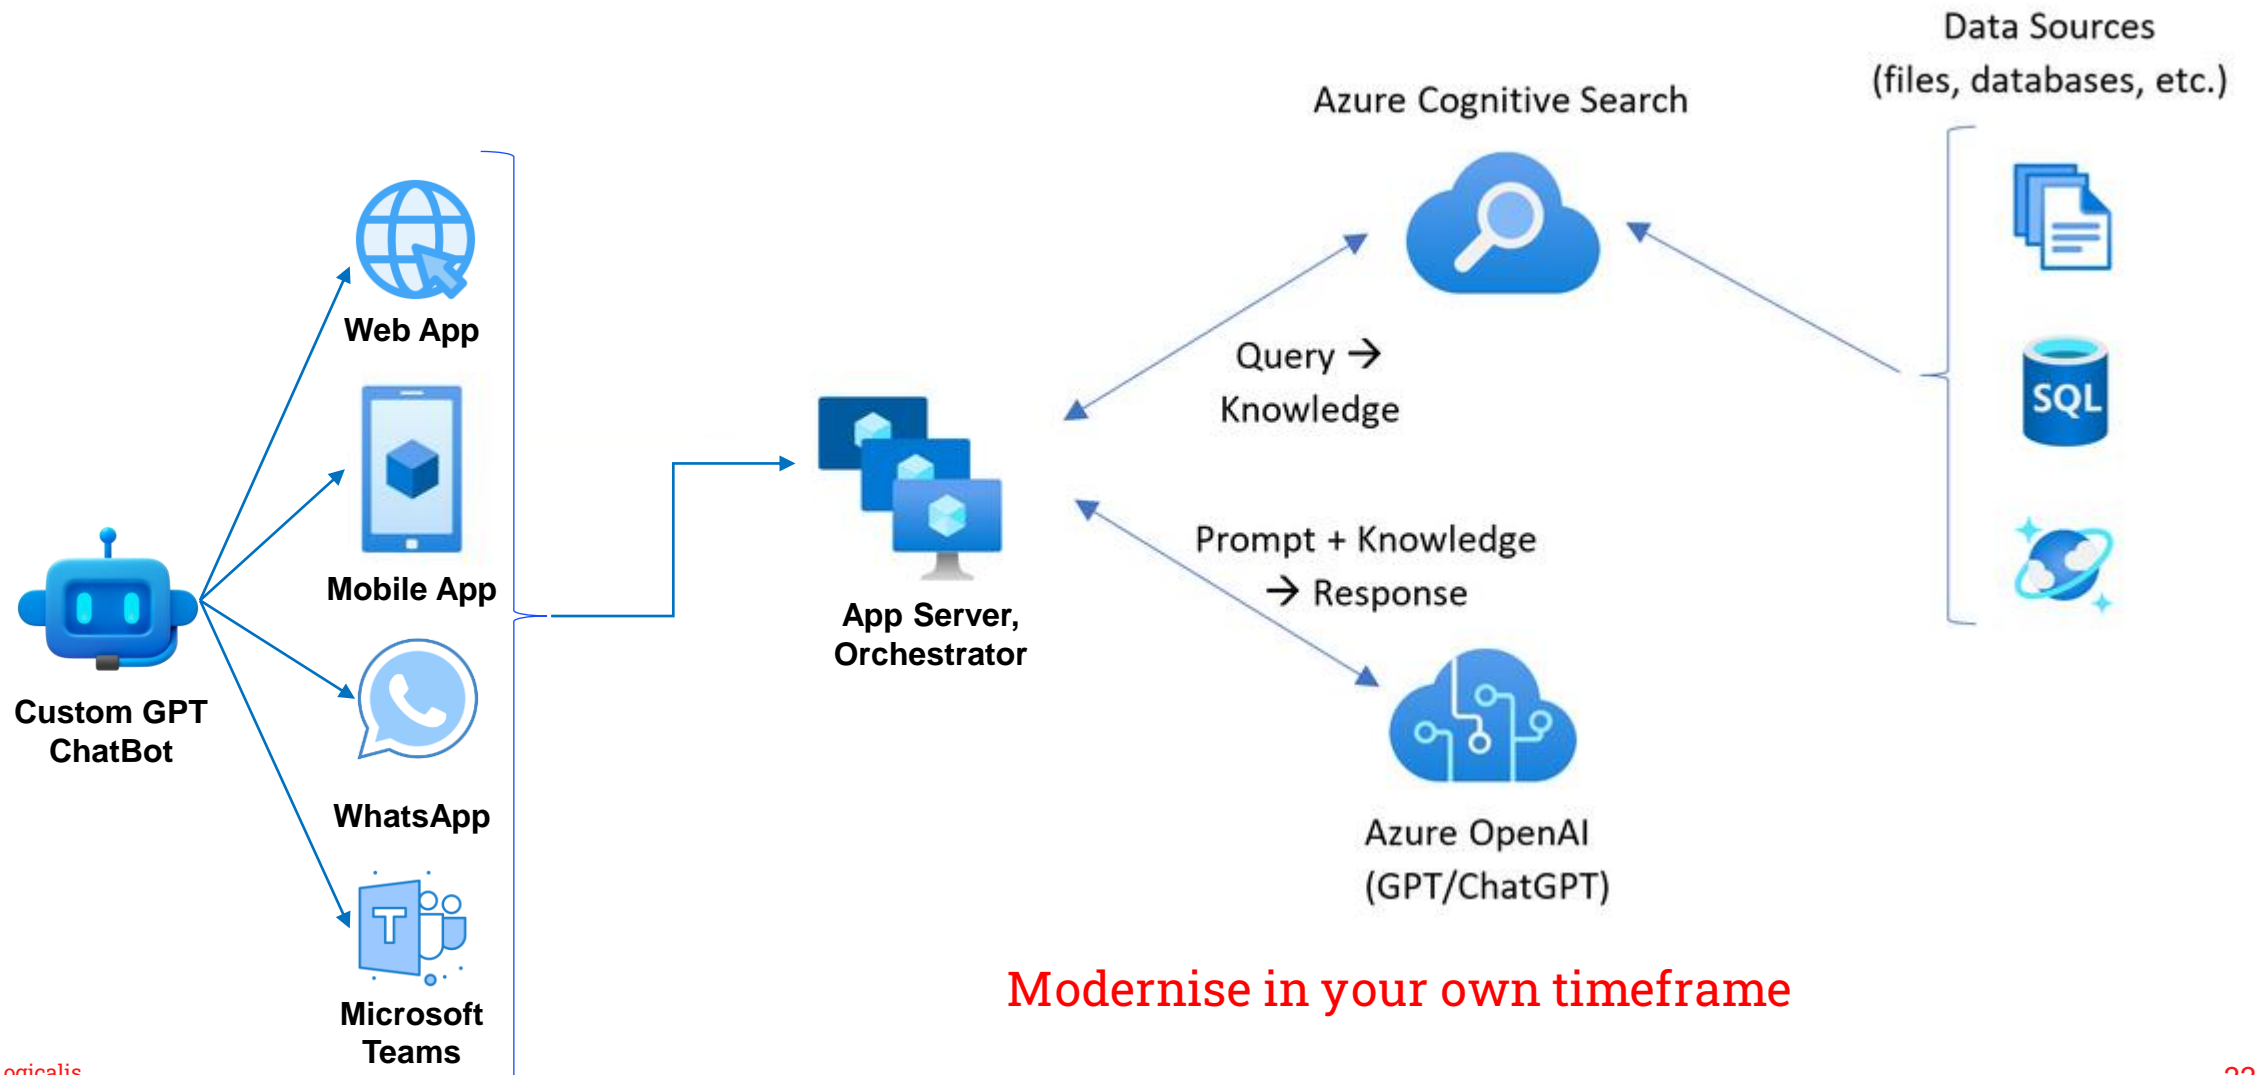 Data Sources
(files, databases, etc.)
Azure Cognitive Search
Web App
Query →
Knowledge
SQL
Prompt + Knowledge
→ Response
Mobile App
App Server,
Orchestrator
Custom GPT
ChatBot
WhatsApp
Azure OpenAI
(GPT/ChatGPT)
T
Modernise in your own timeframe
Microsoft
Teams